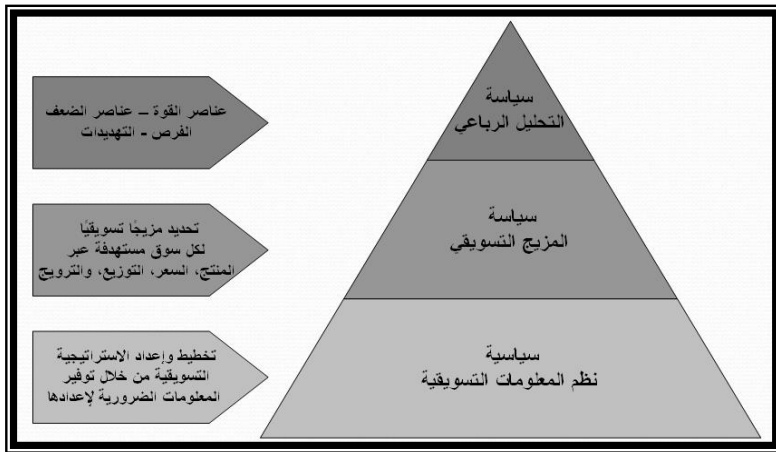 سياسة
التحليل الرباعي
عناصر القوة – عناصر الضعف
الفرص - التهديدات
سياسة
المزيج التسويقي
تحديد مزيجًا تسويقيًا
لكل سوق مستهدفة عبر
المنتج، السعر، التوزيع، والترويج
سياسية
نظم المعلومات التسويقية
تخطيط وإعداد الاستراتيجية
التسويقية من خلال توفير
المعلومات الضرورية لإعدادها